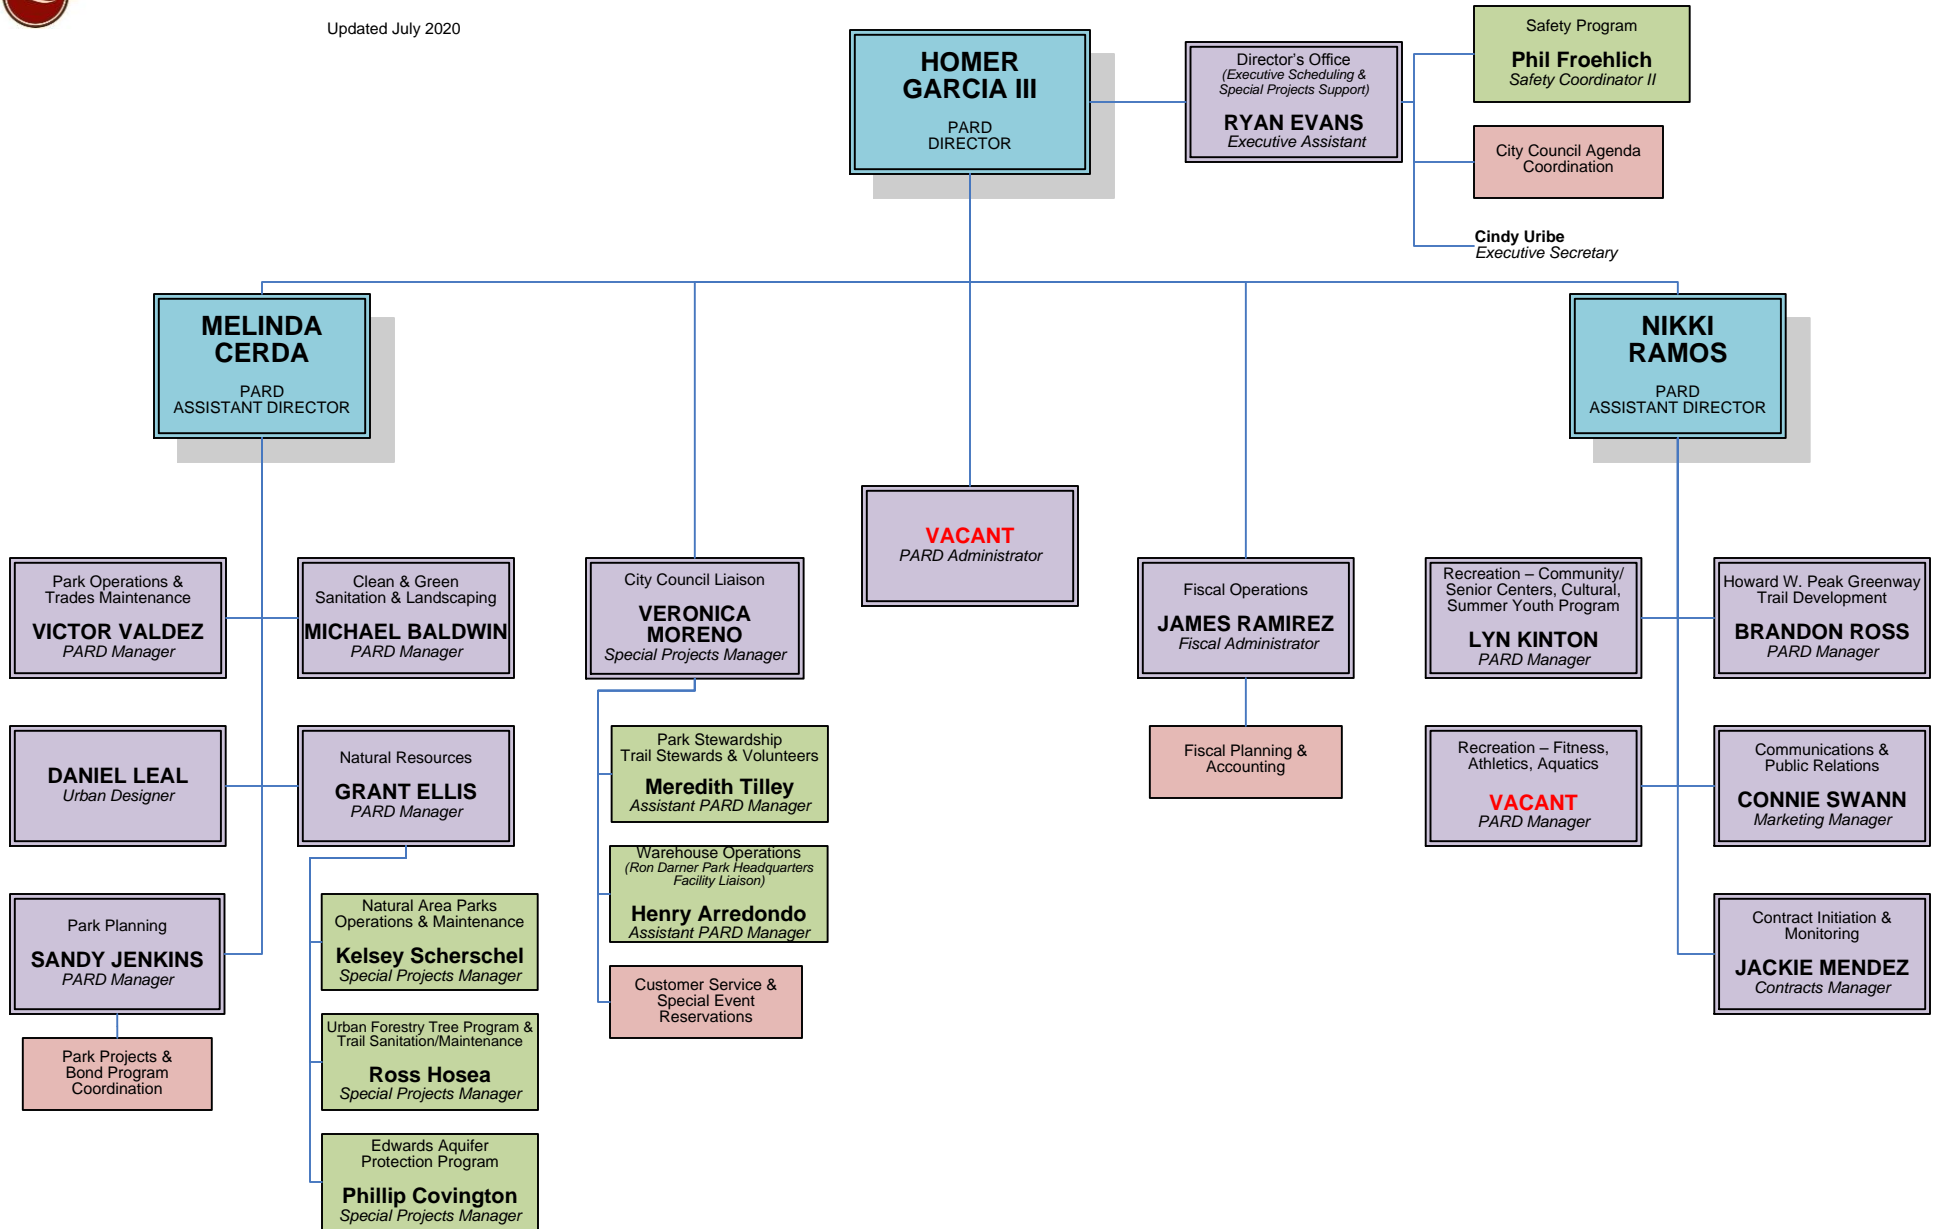 Updated July 2020
HOMER
GARCIA III
PARD
DIRECTOR
Director's Office
(Executive Scheduling &
Special Projects Support)
RYAN EVANS
Executive Assistant
Safety Program
Phil Froehlich
Safety Coordinator II
City Council Agenda
Coordination
Cindy Uribe
Executive Secretary
MELINDA
CERDA
PARD
ASSISTANT DIRECTOR
NIKKI
RAMOS
PARD
ASSISTANT DIRECTOR
VACANT
PARD Administrator
Park Operations &
Trades Maintenance
VICTOR VALDEZ
PARD Manager
Clean & Green
Sanitation & Landscaping
MICHAEL BALDWIN
PARD Manager
City Council Liaison
VERONICA
MORENO
Special Projects Manager
Fiscal Operations
JAMES RAMIREZ
Fiscal Administrator
Recreation – Community/
Senior Centers, Cultural,
Summer Youth Program
LYN KINTON
PARD Manager
Howard W. Peak Greenway
Trail Development
BRANDON ROSS
PARD Manager
DANIEL LEAL
Urban Designer
Natural Resources
GRANT ELLIS
PARD Manager
Park Stewardship
Trail Stewards & Volunteers
Meredith Tilley
Assistant PARD Manager
Fiscal Planning &
Accounting
Recreation – Fitness,
Athletics, Aquatics
VACANT
PARD Manager
Communications &
Public Relations
CONNIE SWANN
Marketing Manager
Warehouse Operations
(Ron Darner Park Headquarters
Facility Liaison)
Henry Arredondo
Assistant PARD Manager
Park Planning
SANDY JENKINS
PARD Manager
Natural Area Parks
Operations & Maintenance
Kelsey Scherschel
Special Projects Manager
Customer Service &
Special Event
Reservations
Contract Initiation &
Monitoring
JACKIE MENDEZ
Contracts Manager
Park Projects &
Bond Program
Coordination
Urban Forestry Tree Program &
Trail Sanitation/Maintenance
Ross Hosea
Special Projects Manager
Edwards Aquifer
Protection Program
Phillip Covington
Special Projects Manager